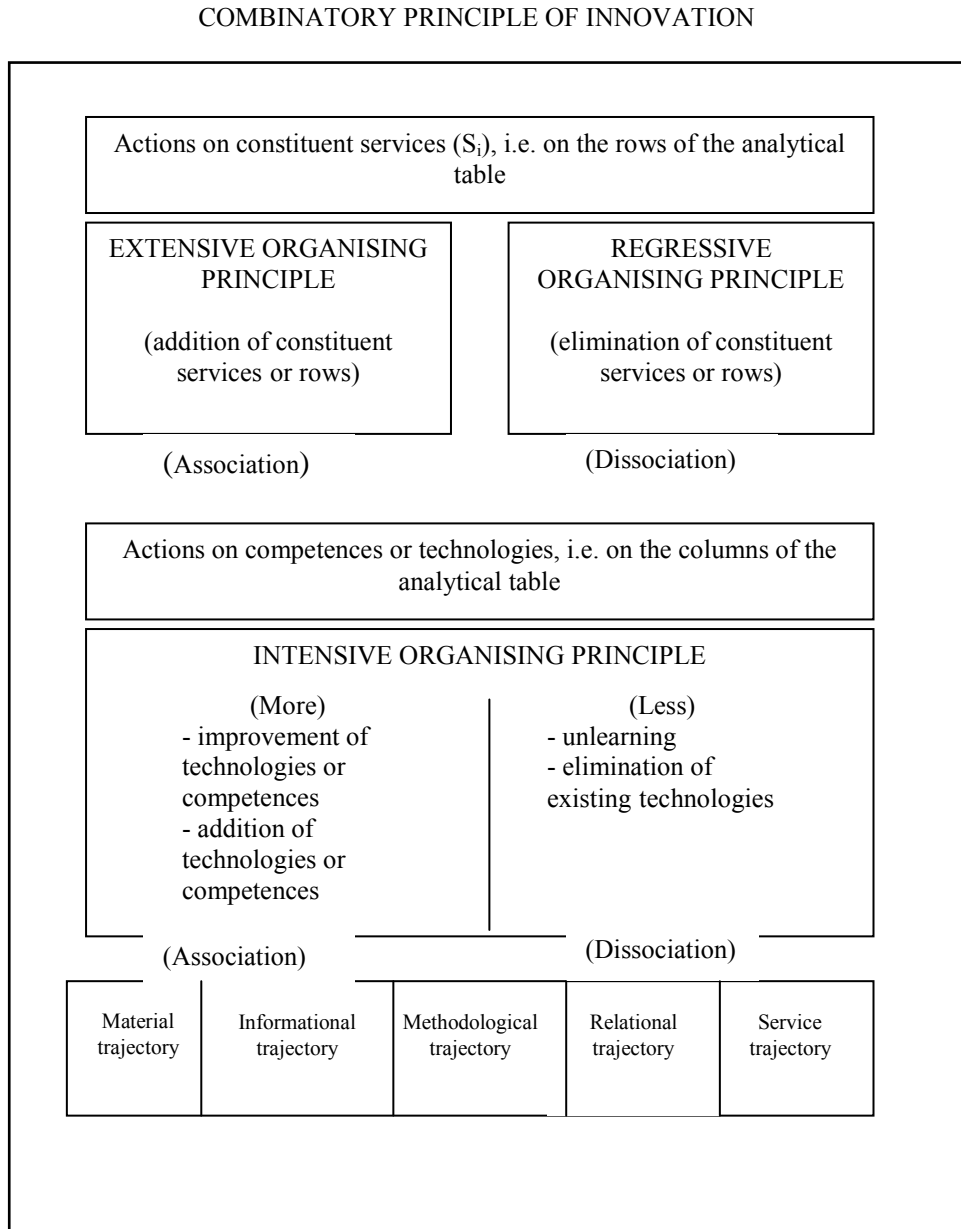 COMBINATORY PRINCIPLE OF INNOVATION
Actions on constituent services (Si), i.e. on the rows of the analytical
table
EXTENSIVE ORGANISING
PRINCIPLE
(addition of constituent
services or rows)
(Association)
REGRESSIVE
ORGANISING PRINCIPLE
(elimination of constituent
services or rows)
(Dissociation)
Actions on competences or technologies, i.e. on the columns of the
analytical table
INTENSIVE ORGANISING PRINCIPLE
(More)
- improvement of
technologies or
competences
- addition of
technologies or
competences
(Association)
(Less)
- unlearning
- elimination of
existing technologies
(Dissociation)
Material
trajectory
Informational
trajectory
Methodological
trajectory
Relational
trajectory
Service
trajectory